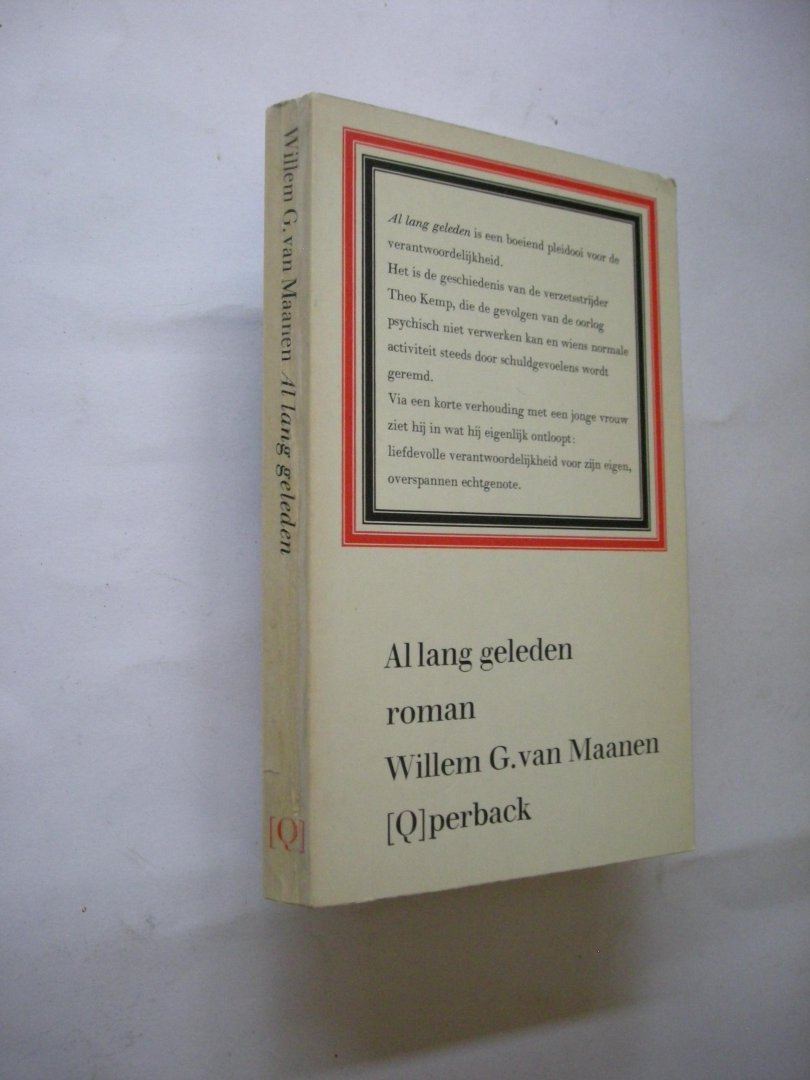 Willem G. van Maanen Al lang geleden
[Q]
Al lang geleden is een boeiend pleidooi voor de
verantwoordelijkheid.
Het is de geschiedenis van de verzetsstrijder
Theo Kemp, die de gevolgen van de oorlog
psychisch niet verwerken kan en wiens normale
activiteit steeds door schuldgevoelens wordt
geremd.
Via een korte verhouding met een jonge vrouw
ziet hij in wat hij eigenlijk ontloopt:
liefdevolle verantwoordelijkheid voor zijn eigen,
overspannen echtgenote.
Al lang geleden
roman
Willem G. van Maanen
[Q]perback